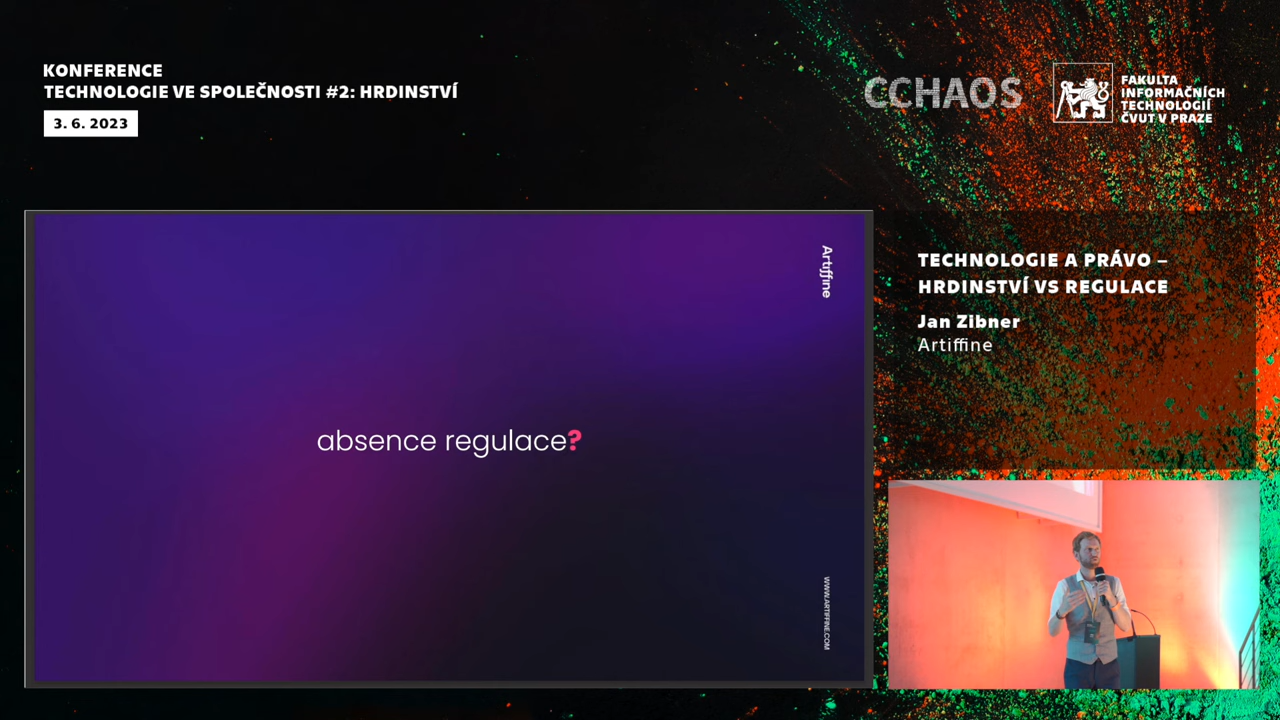 KONFERENCE
TECHNOLOGIE VE SPOLEČNOSTI #2: HRDINSTVÍ
3. 6. 2023
CCHAOS
FAKULTA
INFORMAČNÍCH
TECHNOLOGIÍ
ČVUT V PRAZE
Artiffine
absence regulace?
WWW.ARTIFFINE.COM
TECHNOLOGIE A PRÁVO –
HRDINSTVÍ VS REGULACE
Jan Zibner
Artiffine